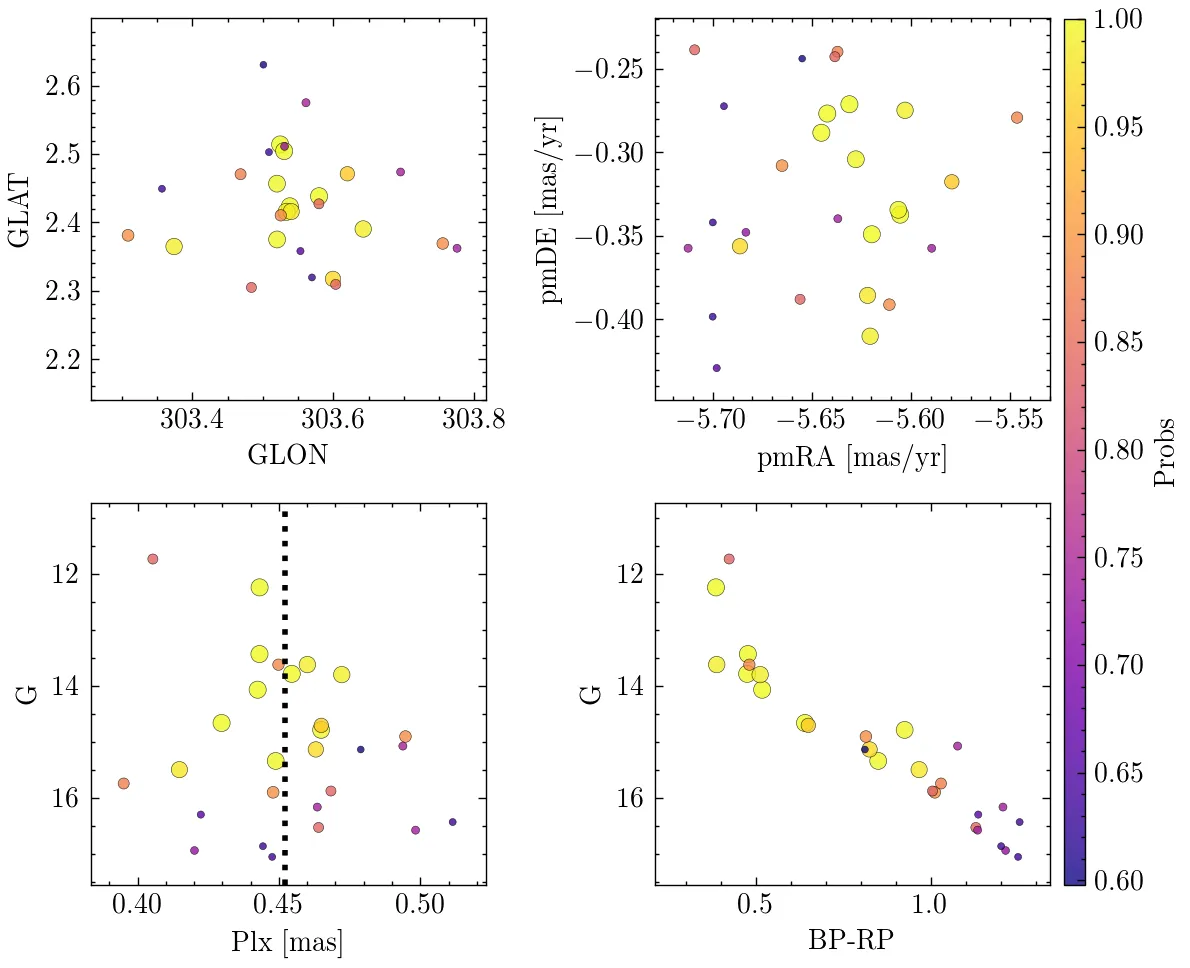 2.6
2.5
2.4
2.3
2.2
GLAT
303.4 303.6 303.8
GLON
−0.25
−0.30
−0.35
−0.40
pmDE [mas/yr]
−5.70 −5.65 −5.60 −5.55
pmRA [mas/yr]
12
14
16
G
0.40 0.45 0.50
Plx [mas]
12
14
16
G
0.5 1.0
BP-RP
1.00
0.95
0.90
0.85
0.80
0.75
0.70
0.65
0.60
Probs